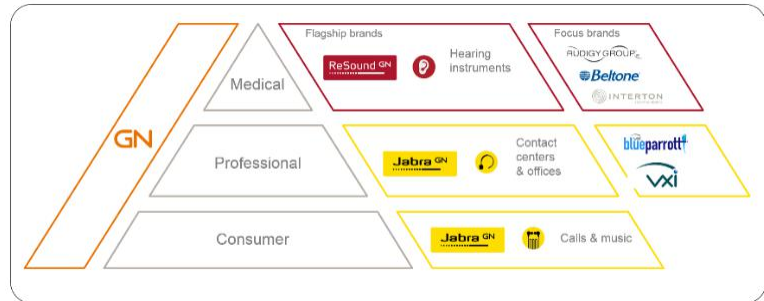 GN
Medical
Professional
Consumer
Flagship brands
ReSound GN
Hearing
instruments
Focus brands
AUDIGY GROUP
Beltone
INTERTON
Jabra GN
Contact
centers
& offices
blueparrott
vxi
Jabra GN
Calls & music